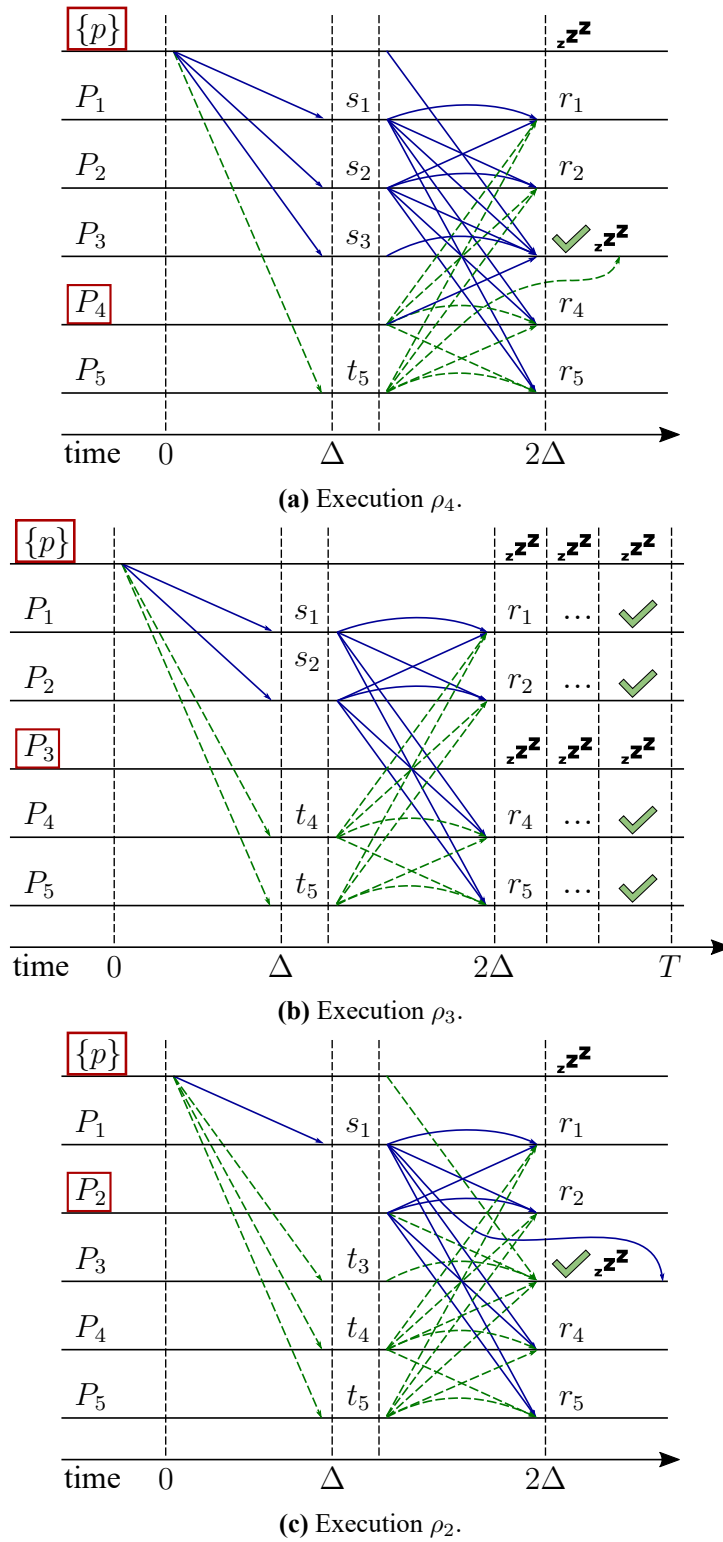 {p} zzZ
P₁ s₁ r₁
P₂ s₂ r₂
P₃ s₃ zzZ
P₄ r₄
P₅ t₅ r₅
time 0 Δ 2Δ
(a) Execution ρ₄.
{p} zzZ zzZ zzZ
P₁ s₁ r₁ ...
P₂ s₂ r₂ ...
P₃ zzZ zzZ zzZ
P₄ t₄ r₄ ...
P₅ t₅ r₅ ...
time 0 Δ 2Δ T
(b) Execution ρ₃.
{p} zzZ
P₁ s₁ r₁
P₂ r₂
P₃ t₃ zzZ
P₄ t₄ r₄
P₅ t₅ r₅
time 0 Δ 2Δ
(c) Execution ρ₂.